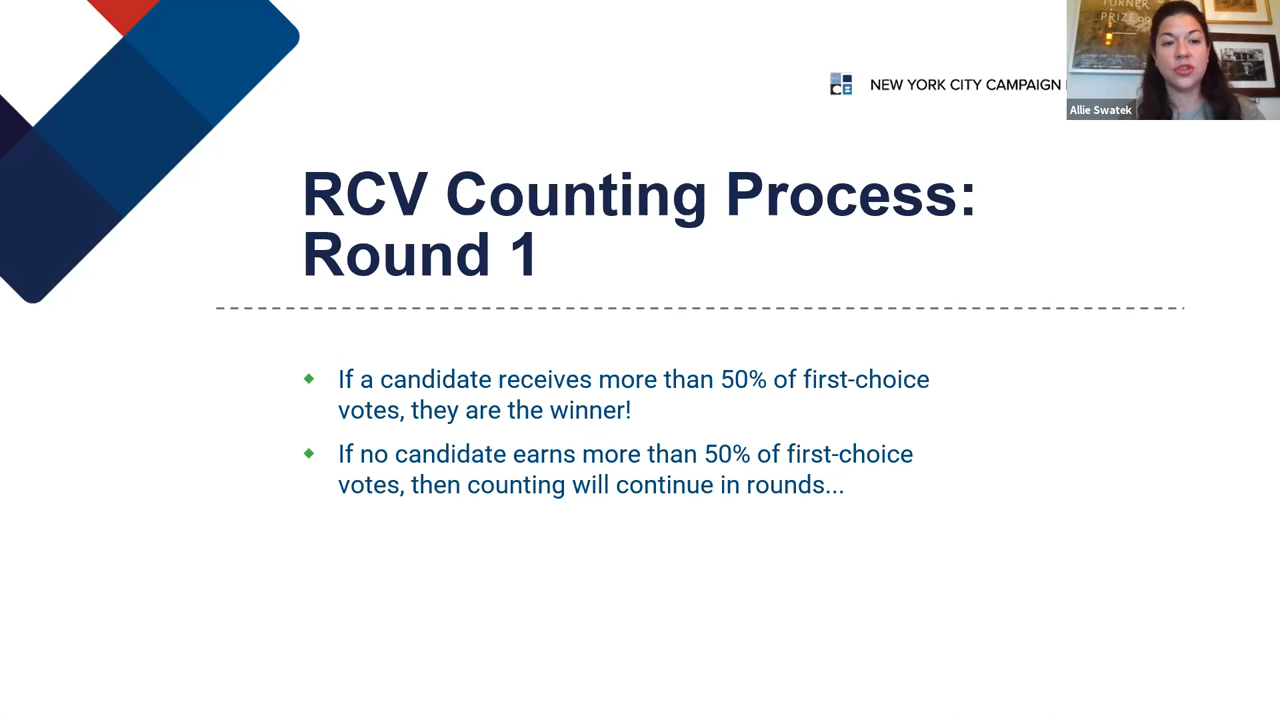 NEW YORK CITY CAMPAIGN
TURNER
PRIZE
Allie Swatek
RCV Counting Process:
Round 1
If a candidate receives more than 50% of first-choice
votes, they are the winner!
If no candidate earns more than 50% of first-choice
votes, then counting will continue in rounds...